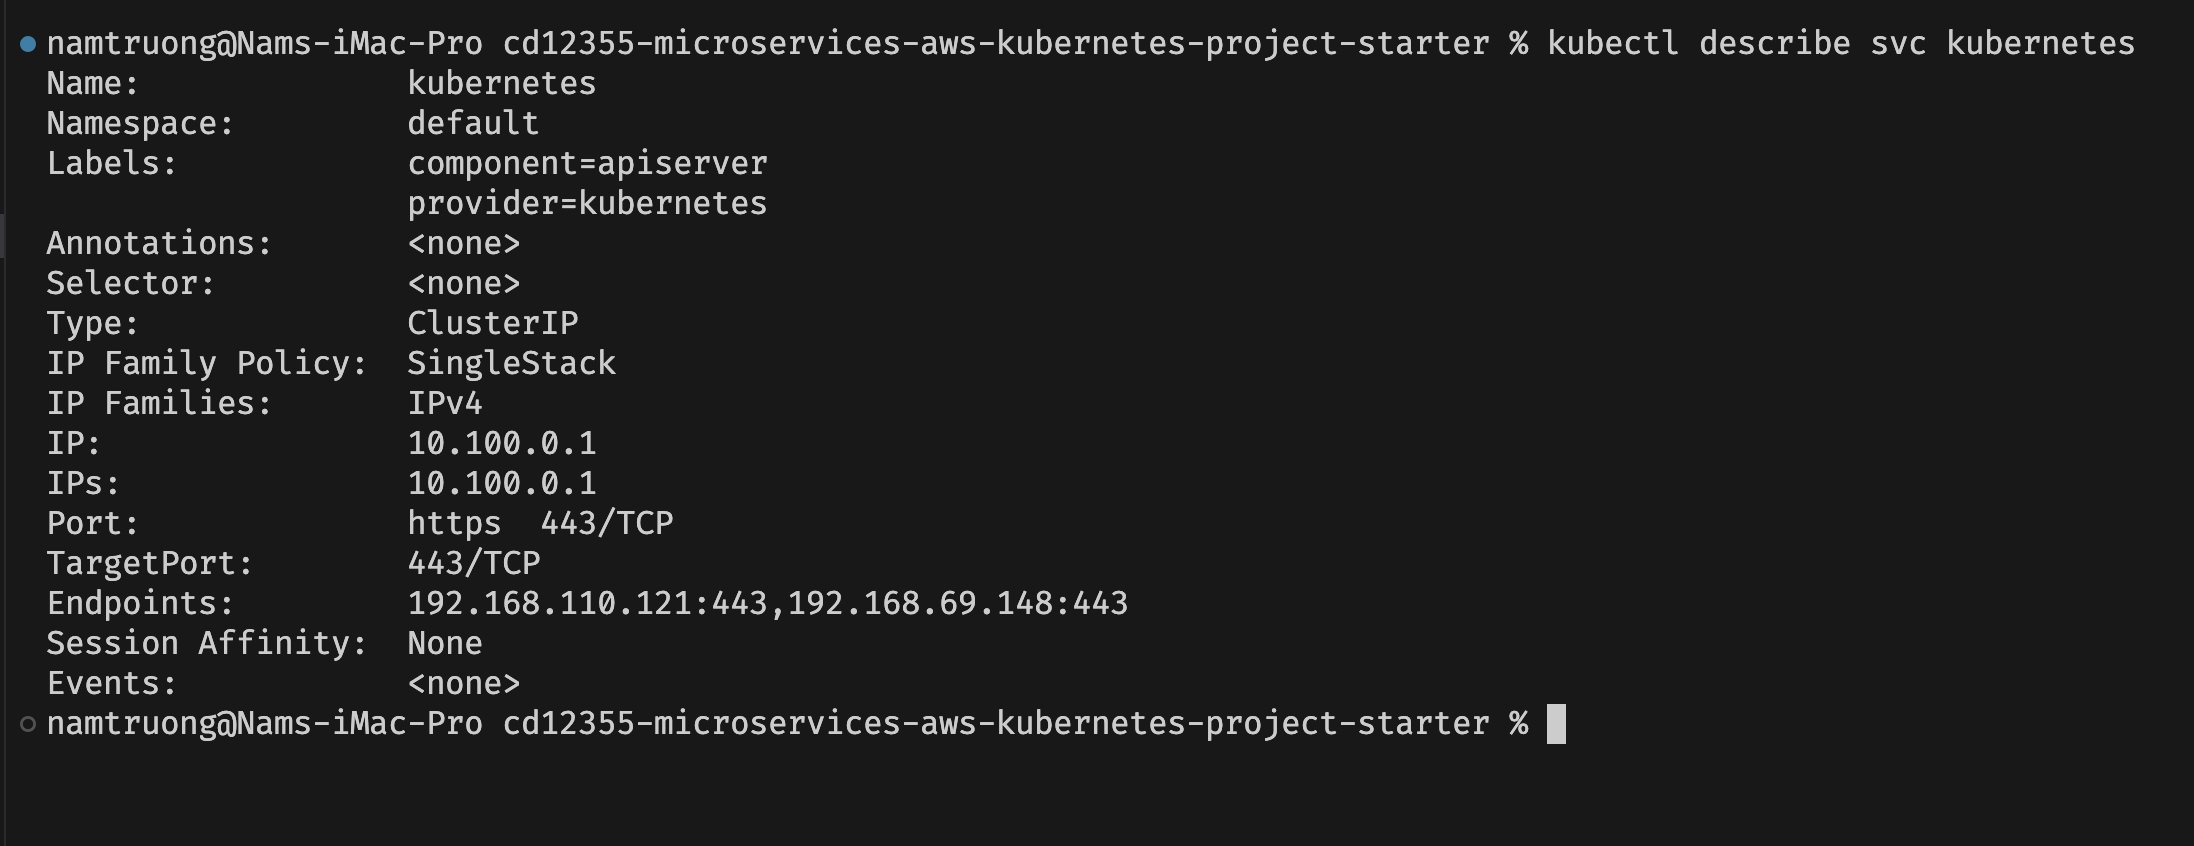 namtruong@Nams-iMac-Pro cd12355-microservices-aws-kubernetes-project-starter % kubectl describe svc kubernetes
Name:              kubernetes
Namespace:         default
Labels:            component=apiserver
                   provider=kubernetes
Annotations:       <none>
Selector:          <none>
Type:              ClusterIP
IP Family Policy:  SingleStack
IP Families:       IPv4
IP:                10.100.0.1
IPs:               10.100.0.1
Port:              https  443/TCP
TargetPort:        443/TCP
Endpoints:         192.168.110.121:443,192.168.69.148:443
Session Affinity:  None
Events:            <none>
namtruong@Nams-iMac-Pro cd12355-microservices-aws-kubernetes-project-starter %